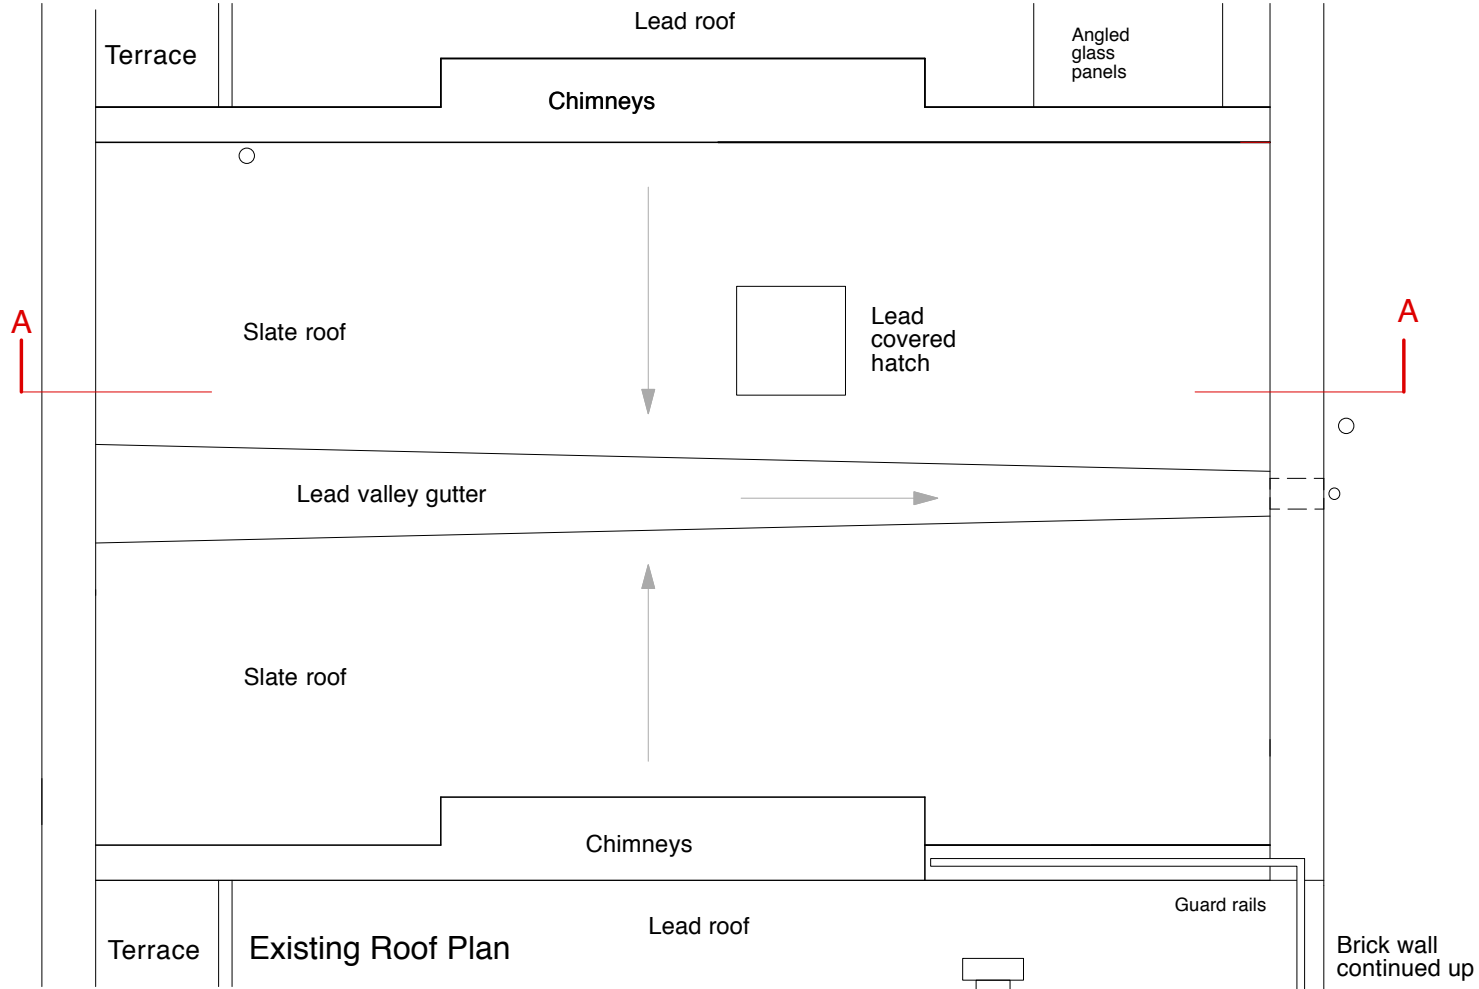 Lead roof
Terrace
Angled
glass
panels
Chimneys
A
A
Slate roof
Lead
covered
hatch
Lead valley gutter
Slate roof
Chimneys
Guard rails
Lead roof
Terrace
Existing Roof Plan
Brick wall
continued up